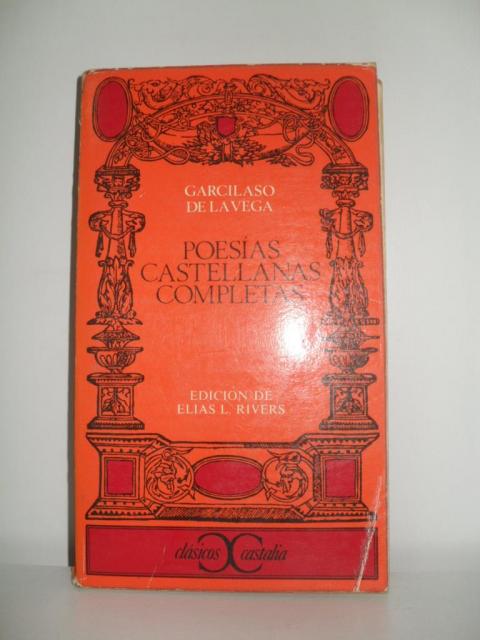 GARCILASO
DE LA VEGA
POESÍAS
CASTELLANAS
COMPLETAS
EDICIÓN DE
ELIAS L. RIVERS
clásicos castalia